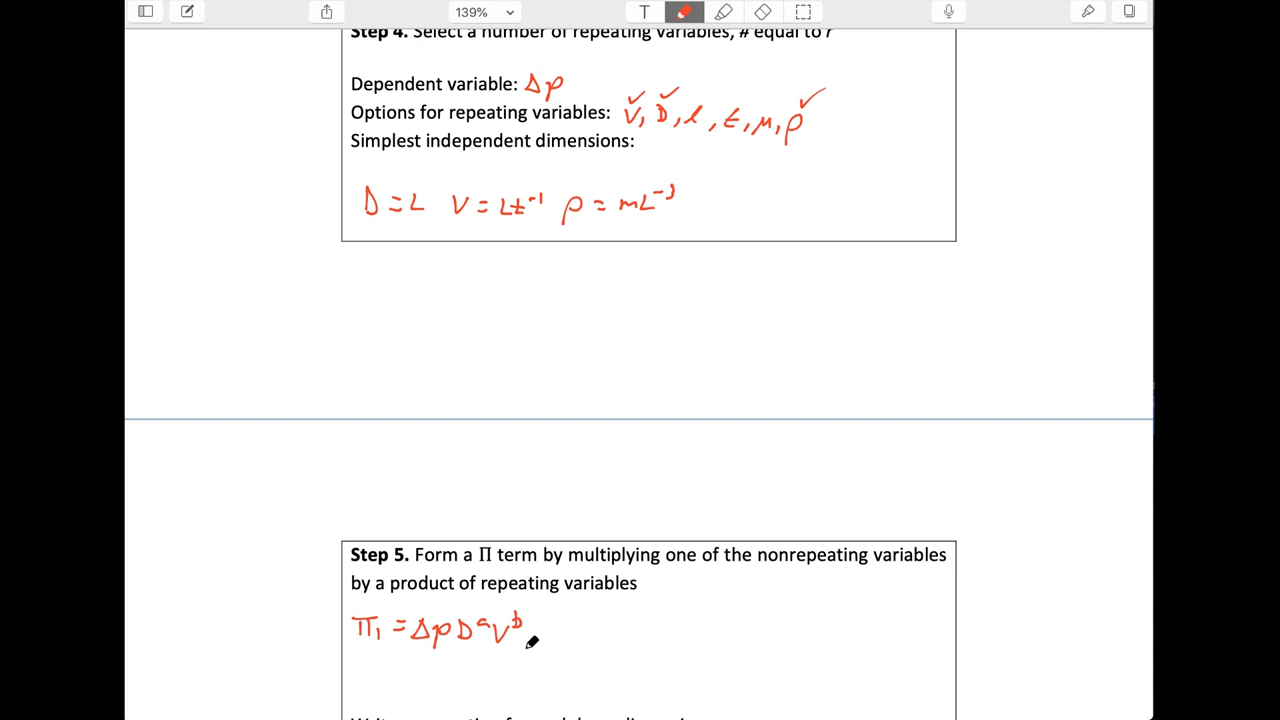 139%
T
Step 4. Select a number of repeating variables, # equal to r
Dependent variable: Δp
Options for repeating variables: V, D, l, ε, μ, ρ
Simplest independent dimensions:
D = L V = Lt⁻¹ ρ = mL⁻³
Step 5. Form a Π term by multiplying one of the nonrepeating variables
by a product of repeating variables
Π₁ = Δp Dᵃ Vᵇ